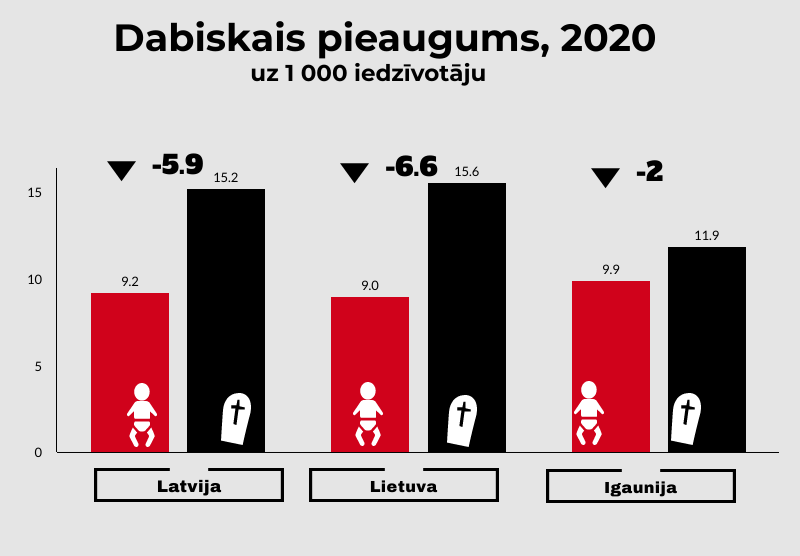 Dabiskais pieaugums, 2020
uz 1 000 iedzīvotāju
-5.9
-6.6
-2
15.2
15.6
11.9
9.2
9.0
9.9
15
10
5
0
Latvija
Lietuva
Igaunija